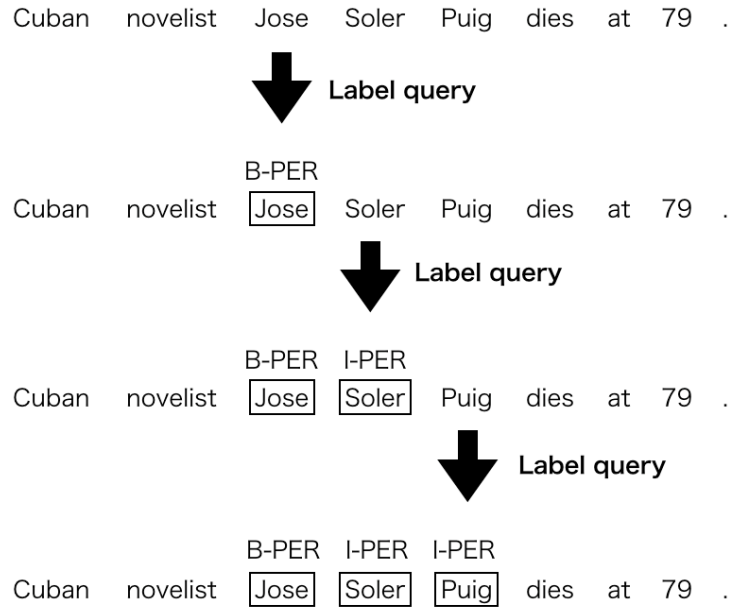 Cuban novelist Jose Soler Puig dies at 79 .
Label query
B-PER
Cuban novelist Jose Soler Puig dies at 79 .
Label query
B-PER I-PER
Cuban novelist Jose Soler Puig dies at 79 .
Label query
B-PER I-PER I-PER
Cuban novelist Jose Soler Puig dies at 79 .